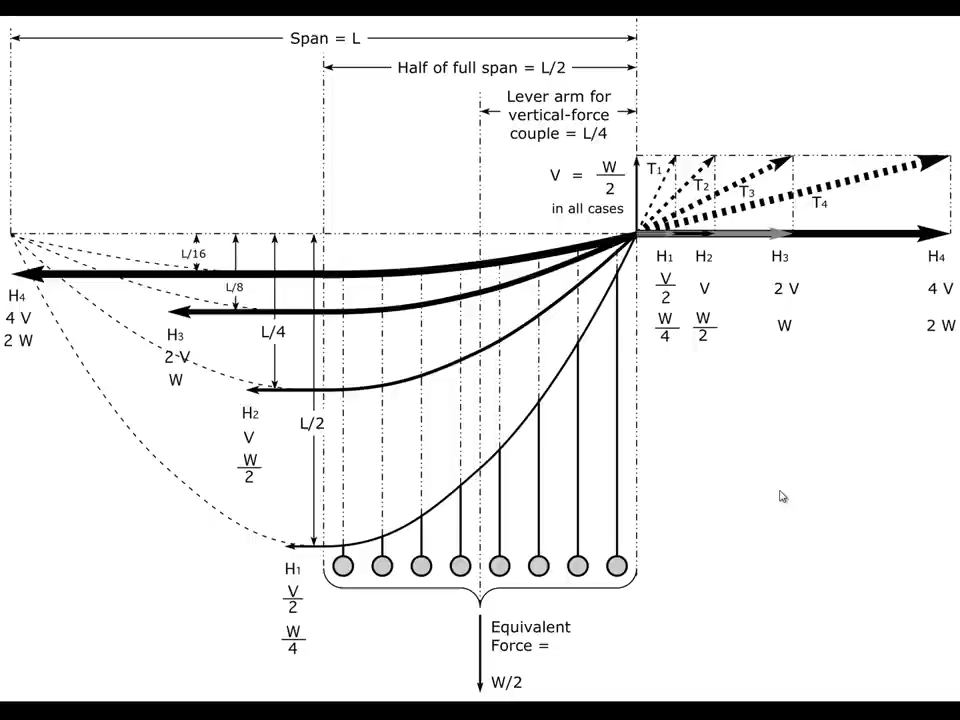 Span = L
Half of full span = L/2
Lever arm for
vertical-force
couple = L/4
V = W/2
in all cases
T1
T2
T3
T4
L/16
L/8
L/4
L/2
H1
V/2
W/4
H2
V
W/2
H3
2 V
W
H4
4 V
2 W
H4
4 V
2 W
H3
2 V
W
H2
V
W/2
H1
V/2
W/4
Equivalent
Force =
W/2